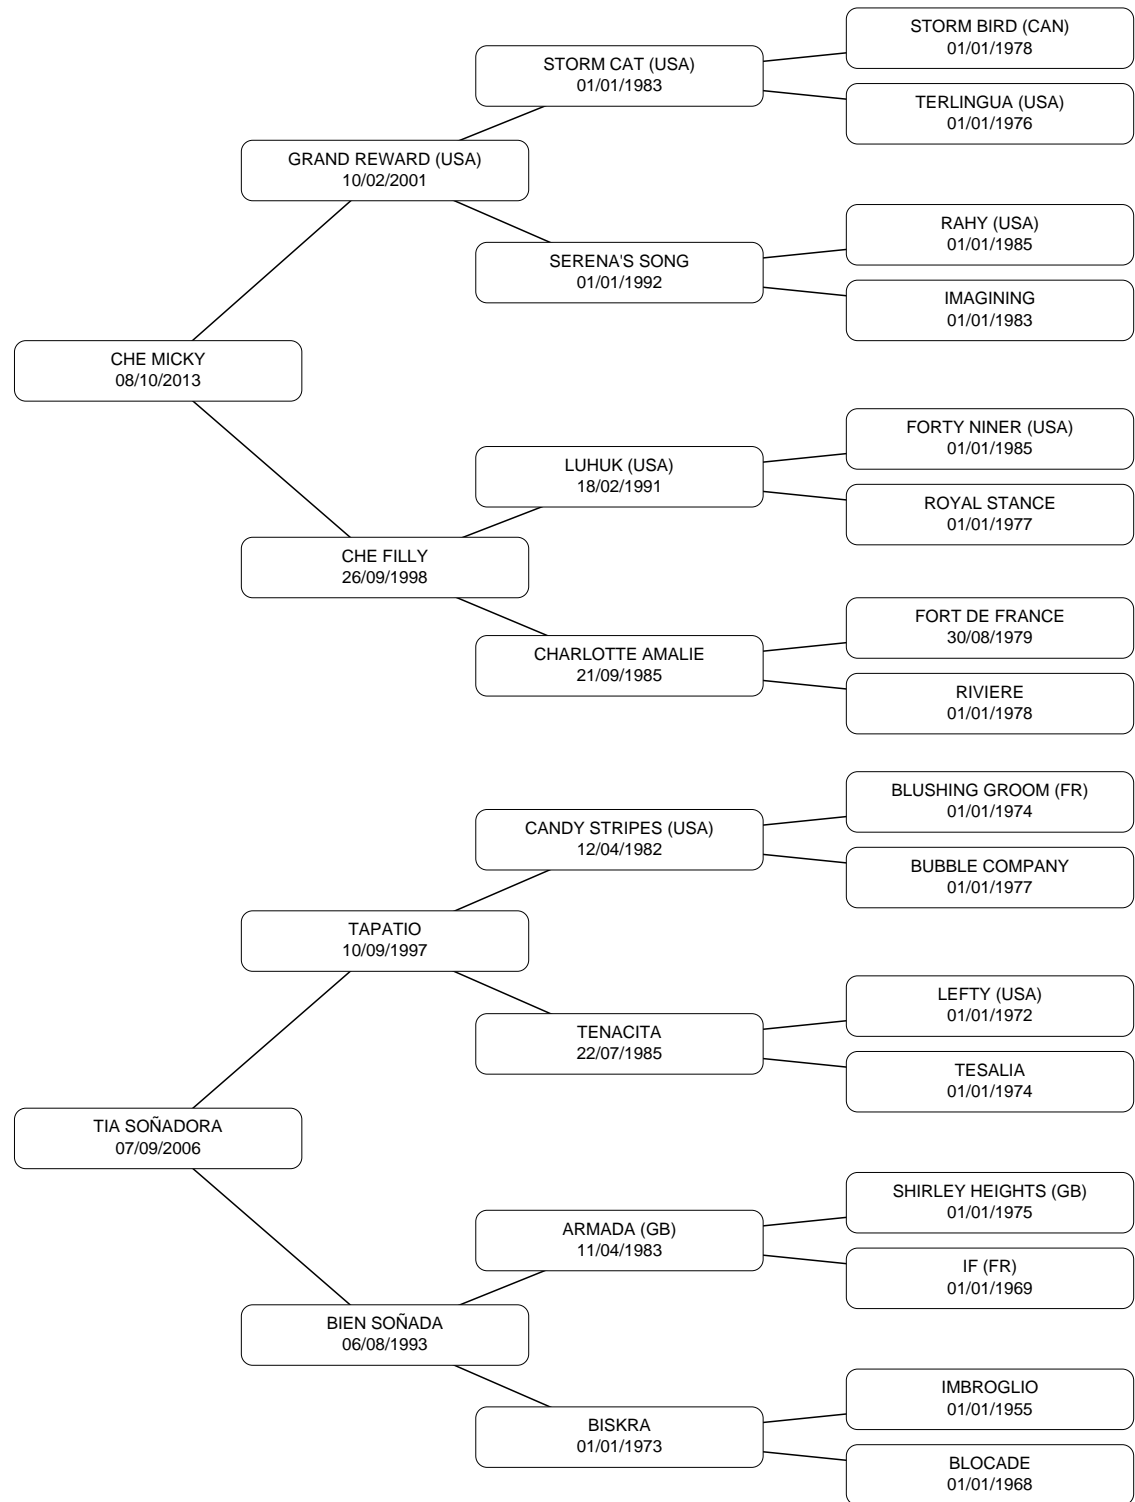 STORM BIRD (CAN)
01/01/1978
STORM CAT (USA)
01/01/1983
TERLINGUA (USA)
01/01/1976
GRAND REWARD (USA)
10/02/2001
RAHY (USA)
01/01/1985
SERENA'S SONG
01/01/1992
IMAGINING
01/01/1983
CHE MICKY
08/10/2013
FORTY NINER (USA)
01/01/1985
LUHUK (USA)
18/02/1991
ROYAL STANCE
01/01/1977
CHE FILLY
26/09/1998
FORT DE FRANCE
30/08/1979
CHARLOTTE AMALIE
21/09/1985
RIVIERE
01/01/1978
BLUSHING GROOM (FR)
01/01/1974
CANDY STRIPES (USA)
12/04/1982
BUBBLE COMPANY
01/01/1977
TAPATIO
10/09/1997
LEFTY (USA)
01/01/1972
TENACITA
22/07/1985
TESALIA
01/01/1974
TIA SOÑADORA
07/09/2006
SHIRLEY HEIGHTS (GB)
01/01/1975
ARMADA (GB)
11/04/1983
IF (FR)
01/01/1969
BIEN SOÑADA
06/08/1993
IMBROGLIO
01/01/1955
BISKRA
01/01/1973
BLOCADE
01/01/1968